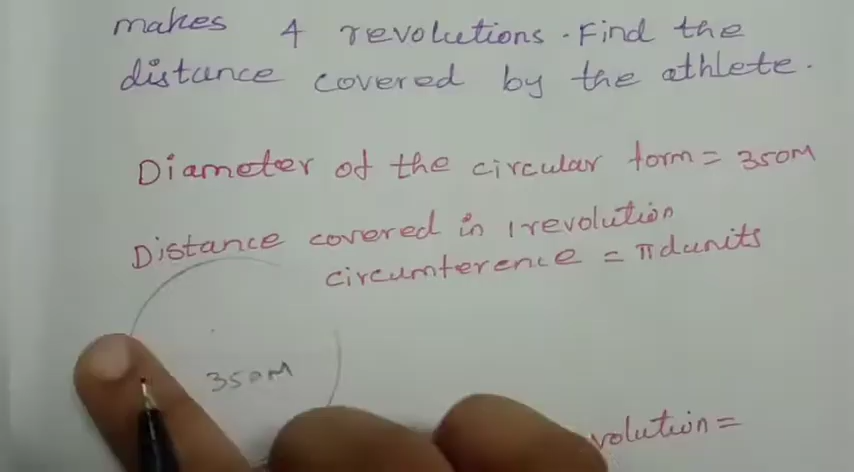 makes 4 revolutions. Find the
distance covered by the athlete.
Diameter of the circular form = 350M
Distance covered in 1 revolution
circumference = πd units
350M
volution =